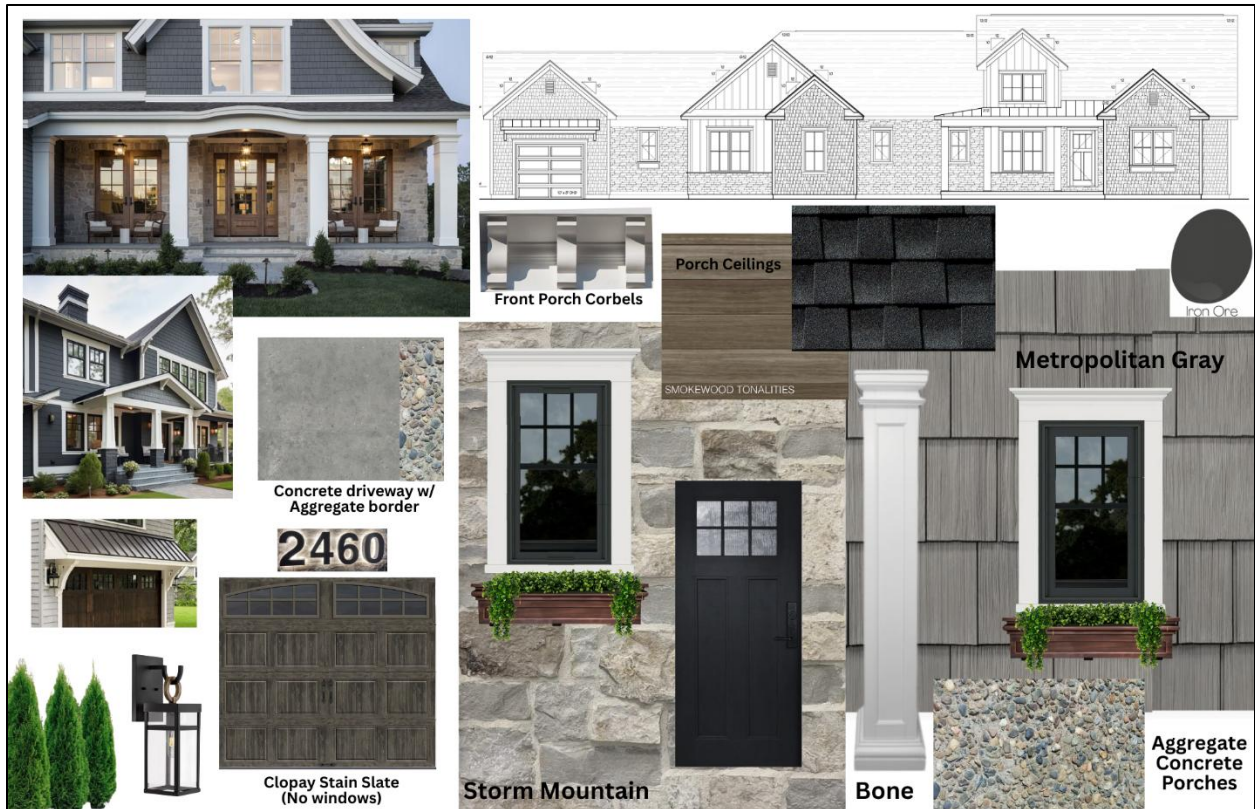 Front Porch Corbels
Porch Ceilings
SMOKEWOOD TONALITIES
Iron Ore
Metropolitan Gray
Concrete driveway w/
Aggregate border
2460
Clopay Stain Slate
(No windows)
Storm Mountain
Bone
Aggregate
Concrete
Porches